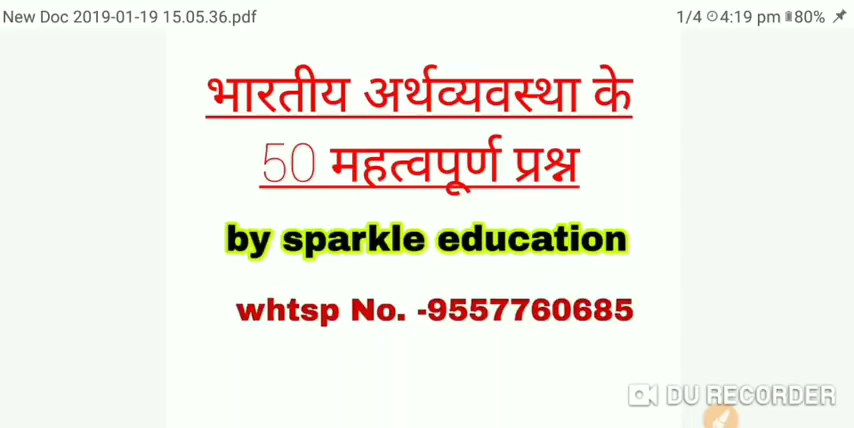 New Doc 2019-01-19 15.05.36.pdf 1/4 4:19 pm 80%
भारतीय अर्थव्यवस्था के
50 महत्वपूर्ण प्रश्न
by sparkle education
whtsp No. -9557760685
DU RECORDER